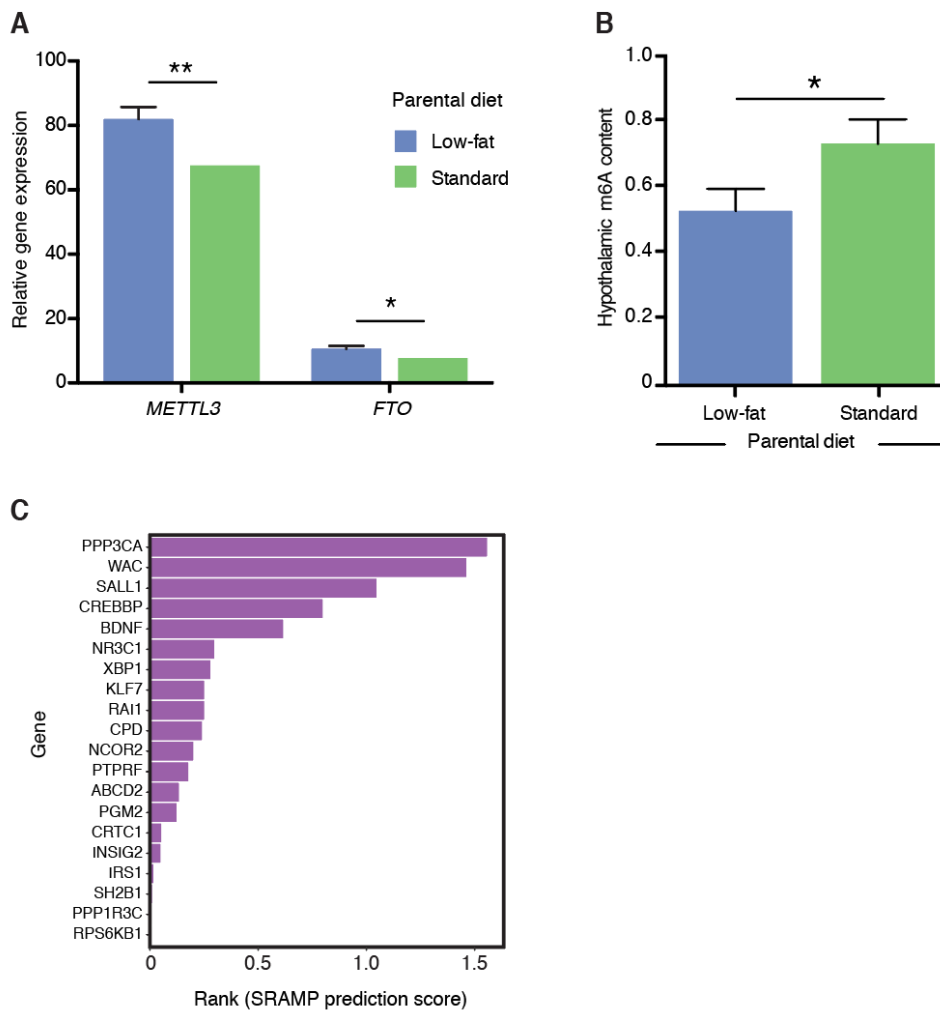 A
100
80
60
40
20
0
Relative gene expression
**
*
METTL3
FTO
Parental diet
Low-fat
Standard
B
1.0
0.8
0.6
0.4
0.2
0
Hypothalamic m6A content
*
Low-fat
Standard
Parental diet
C
Gene
PPP3CA
WAC
SALL1
CREBBP
BDNF
NR3C1
XBP1
KLF7
RAI1
CPD
NCOR2
PTPRF
ABCD2
PGM2
CRTC1
INSIG2
IRS1
SH2B1
PPP1R3C
RPS6KB1
0 0.5 1.0 1.5
Rank (SRAMP prediction score)